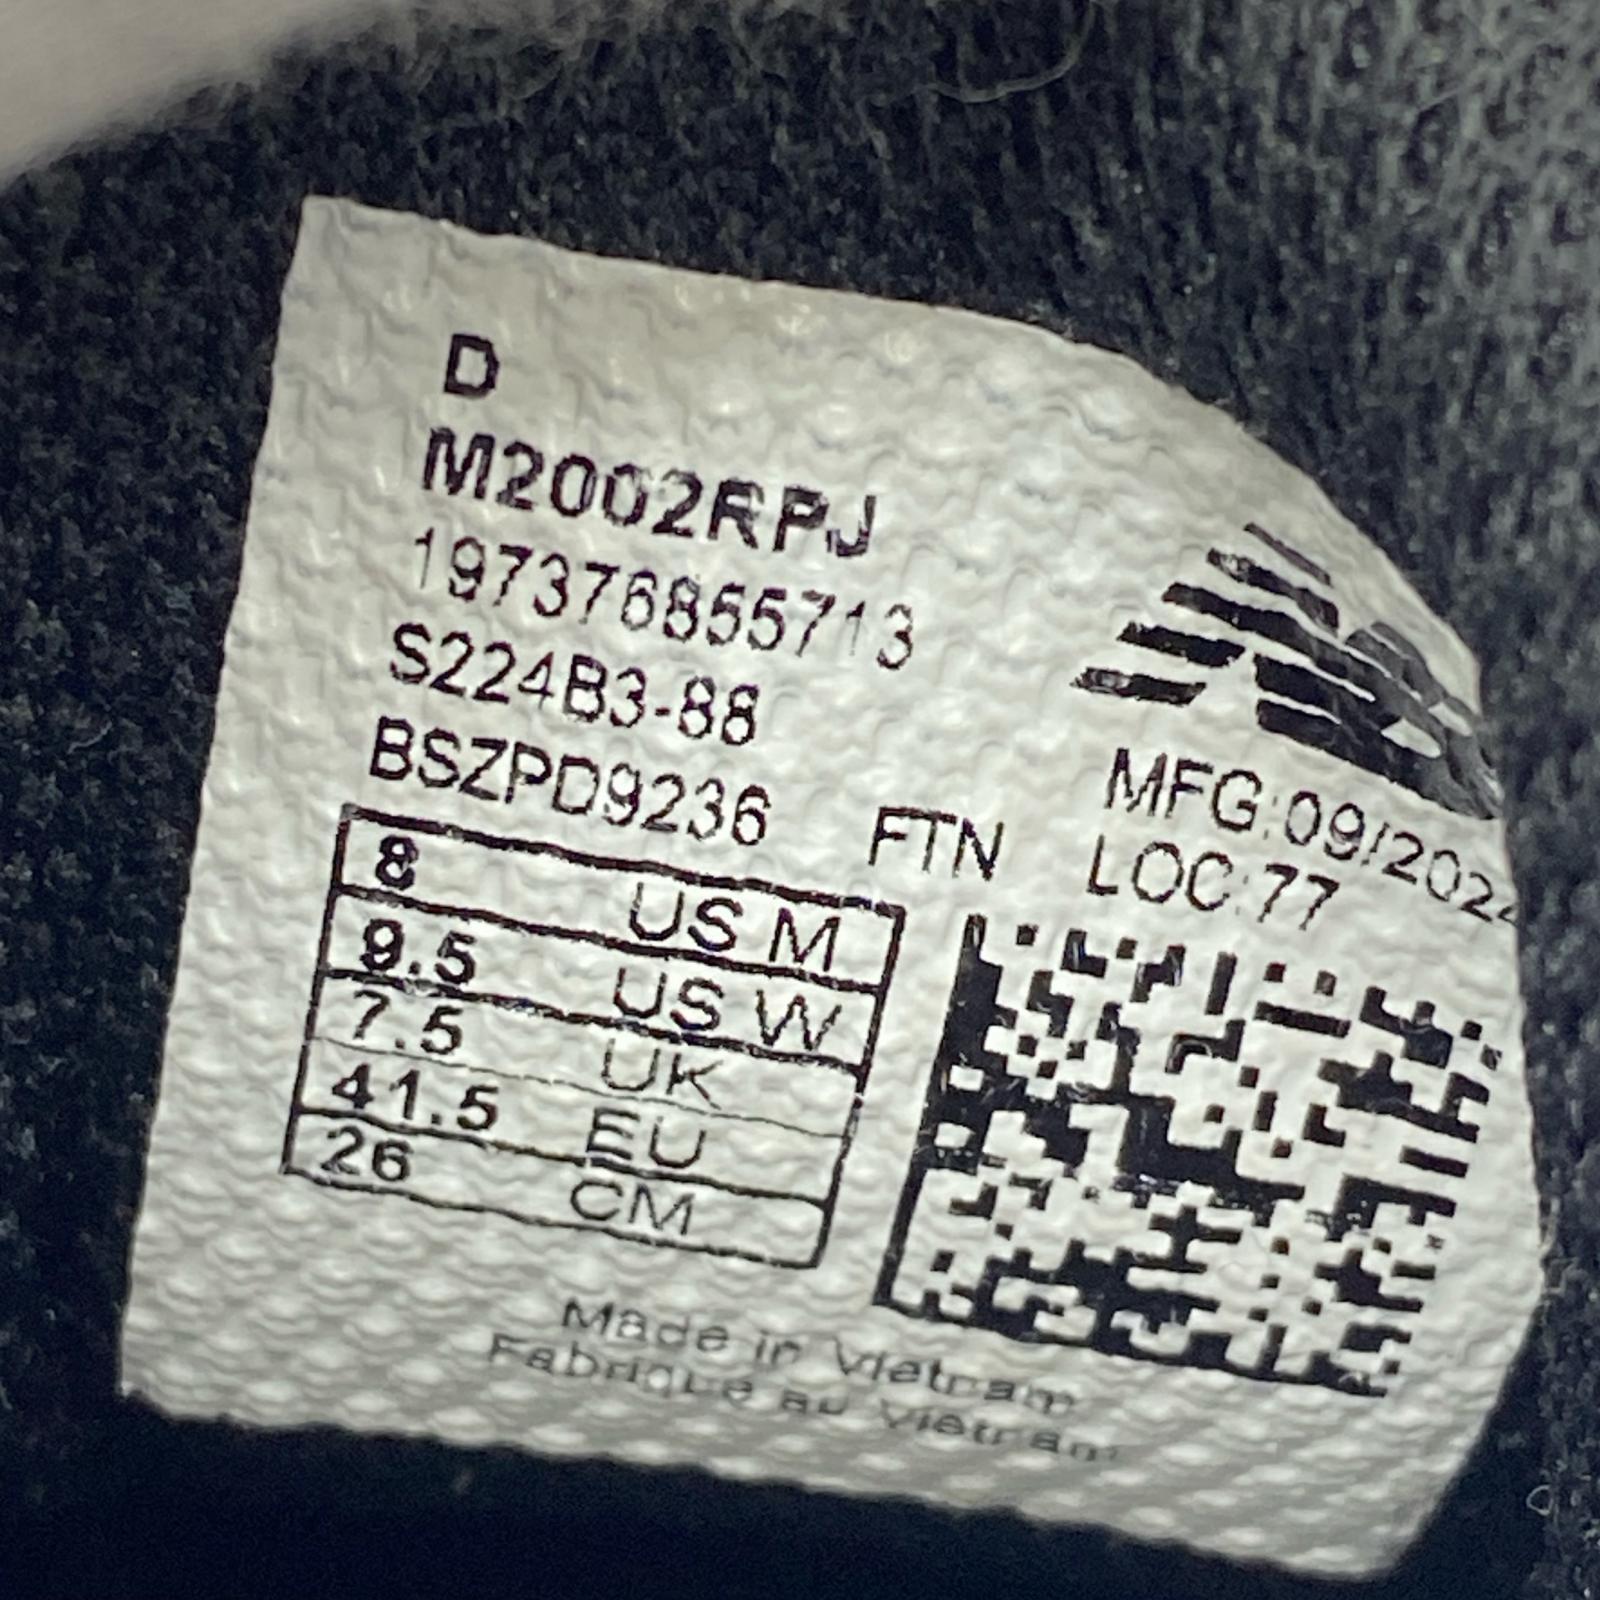 D
M2002RPJ
197376855713
S224B3-88
BSZPD9236 FTN
MFG:09/2024
LOC:77
8 US M
9.5 US W
7.5 UK
41.5 EU
26 CM
Made in Vietnam
Fabriqué au Vietnam